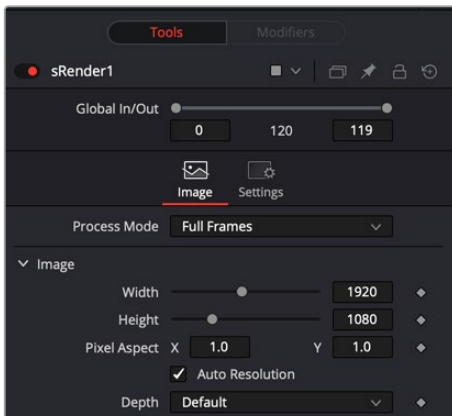 Tools Modifiers
sRender1
Global In/Out
0 120 119
Image Settings
Process Mode Full Frames
Image
Width 1920
Height 1080
Pixel Aspect X 1.0 Y 1.0
Auto Resolution
Depth Default